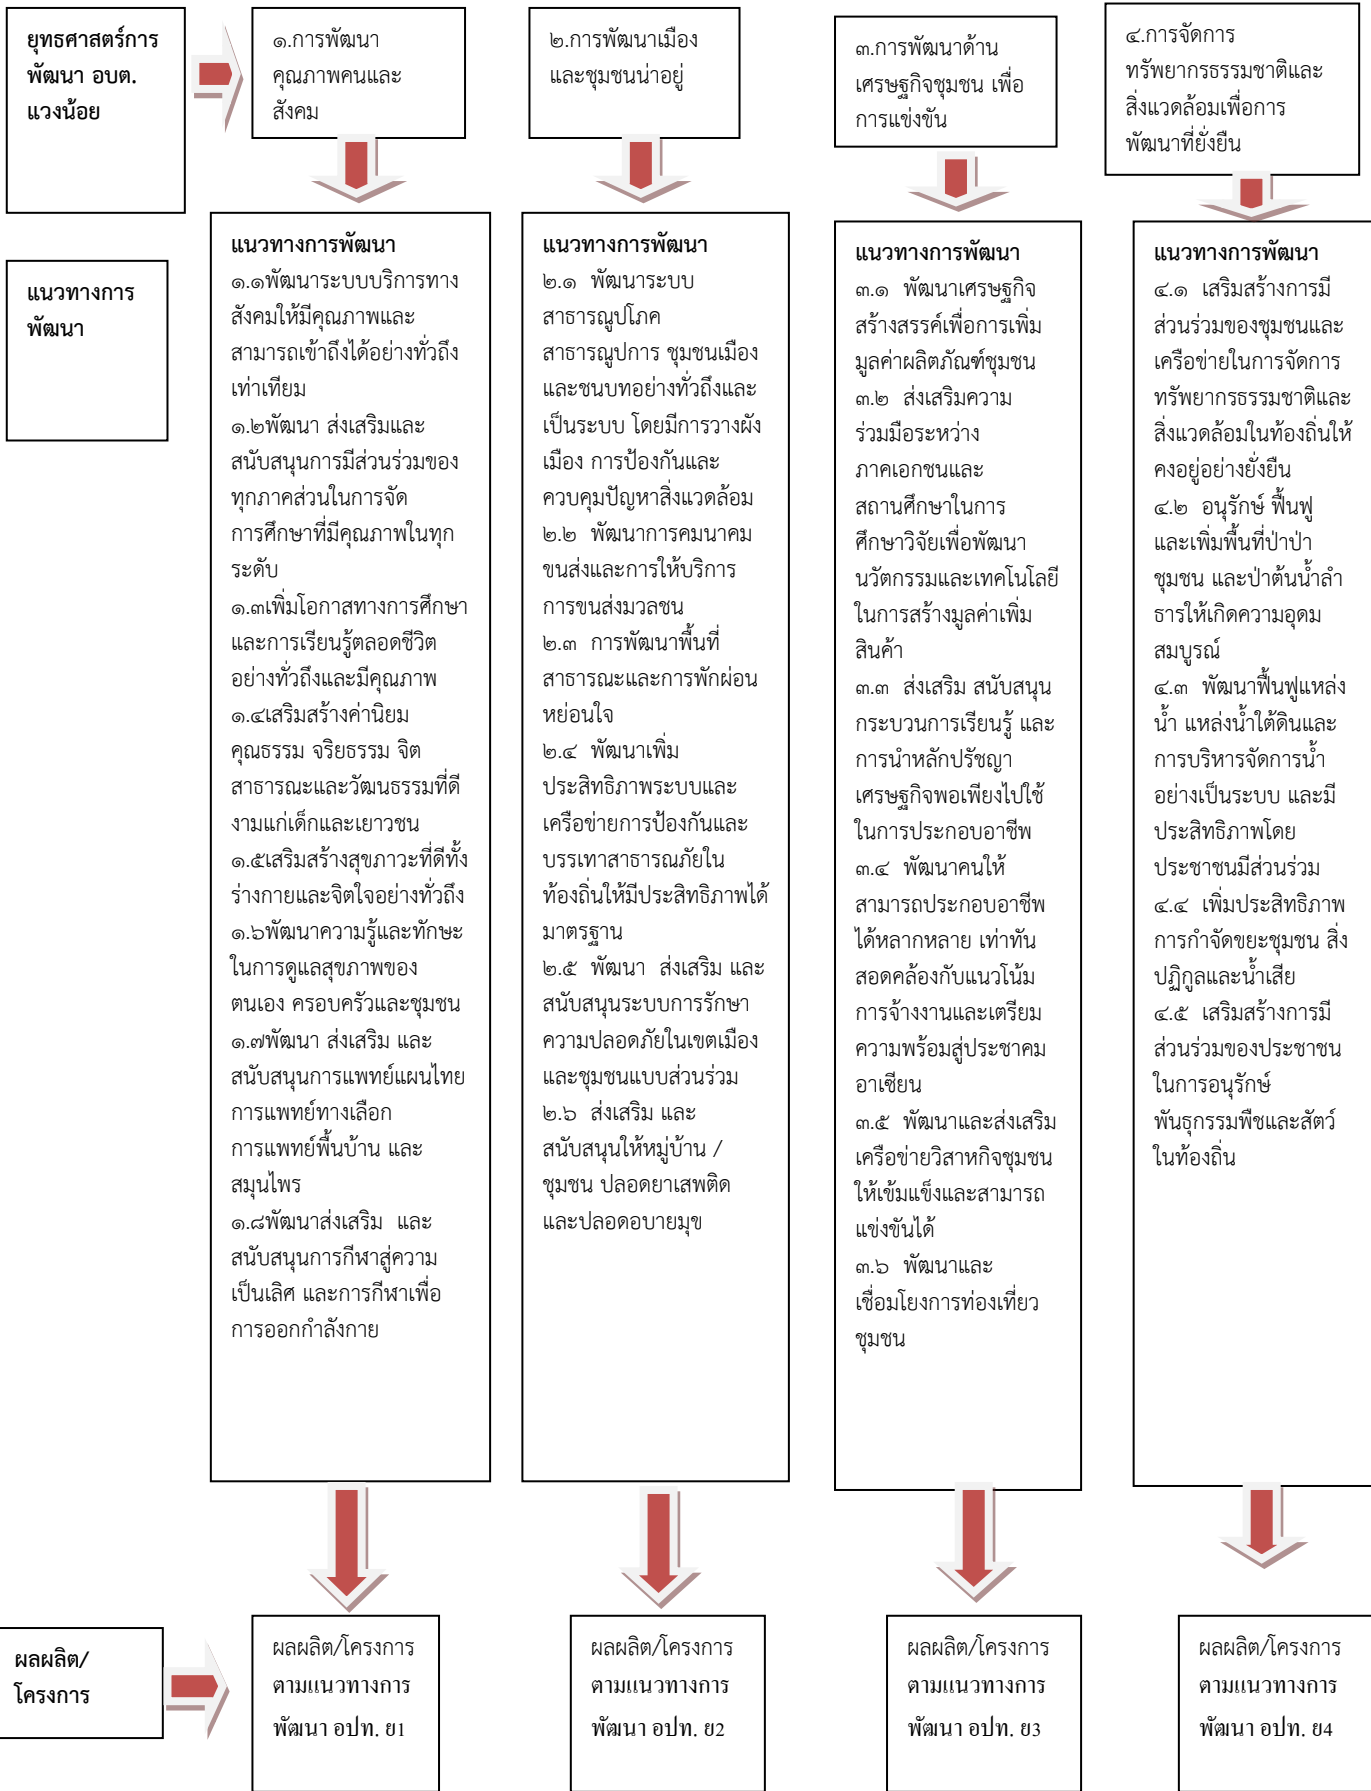 ยุทธศาสตร์การ
พัฒนา อบต.
แวงน้อย
๑.การพัฒนา
คุณภาพคนและ
สังคม
๒.การพัฒนาเมือง
และชุมชนน่าอยู่
๓.การพัฒนาด้าน
เศรษฐกิจชุมชน เพื่อ
การแข่งขัน
๔.การจัดการ
ทรัพยากรธรรมชาติและ
สิ่งแวดล้อมเพื่อการ
พัฒนาที่ยั่งยืน
แนวทางการ
พัฒนา
แนวทางการพัฒนา
๑.๑พัฒนาระบบบริการทาง
สังคมให้มีคุณภาพและ
สามารถเข้าถึงได้อย่างทั่วถึง
เท่าเทียม
๑.๒พัฒนา ส่งเสริมและ
สนับสนุนการมีส่วนร่วมของ
ทุกภาคส่วนในการจัด
การศึกษาที่มีคุณภาพในทุก
ระดับ
๑.๓เพิ่มโอกาสทางการศึกษา
และการเรียนรู้ตลอดชีวิต
อย่างทั่วถึงและมีคุณภาพ
๑.๔เสริมสร้างค่านิยม
คุณธรรม จริยธรรม จิต
สาธารณะและวัฒนธรรมที่ดี
งามแก่เด็กและเยาวชน
๑.๕เสริมสร้างสุขภาวะที่ดีทั้ง
ร่างกายและจิตใจอย่างทั่วถึง
๑.๖พัฒนาความรู้และทักษะ
ในการดูแลสุขภาพของ
ตนเอง ครอบครัวและชุมชน
๑.๗พัฒนา ส่งเสริม และ
สนับสนุนการแพทย์แผนไทย
การแพทย์ทางเลือก
การแพทย์พื้นบ้าน และ
สมุนไพร
๑.๘พัฒนาส่งเสริม และ
สนับสนุนการกีฬาสู่ความ
เป็นเลิศ และการกีฬาเพื่อ
การออกกำลังกาย
แนวทางการพัฒนา
๒.๑ พัฒนาระบบ
สาธารณูปโภค
สาธารณูปการ ชุมชนเมือง
และชนบทอย่างทั่วถึงและ
เป็นระบบ โดยมีการวางผัง
เมือง การป้องกันและ
ควบคุมปัญหาสิ่งแวดล้อม
๒.๒ พัฒนาการคมนาคม
ขนส่งและการให้บริการ
การขนส่งมวลชน
๒.๓ การพัฒนาพื้นที่
สาธารณะและการพักผ่อน
หย่อนใจ
๒.๔ พัฒนาเพิ่ม
ประสิทธิภาพระบบและ
เครือข่ายการป้องกันและ
บรรเทาสาธารณภัยใน
ท้องถิ่นให้มีประสิทธิภาพได้
มาตรฐาน
๒.๕ พัฒนา ส่งเสริม และ
สนับสนุนระบบการรักษา
ความปลอดภัยในเขตเมือง
และชุมชนแบบส่วนร่วม
๒.๖ ส่งเสริม และ
สนับสนุนให้หมู่บ้าน /
ชุมชน ปลอดยาเสพติด
และปลอดอบายมุข
แนวทางการพัฒนา
๓.๑ พัฒนาเศรษฐกิจ
สร้างสรรค์เพื่อการเพิ่ม
มูลค่าผลิตภัณฑ์ชุมชน
๓.๒ ส่งเสริมความ
ร่วมมือระหว่าง
ภาคเอกชนและ
สถานศึกษาในการ
ศึกษาวิจัยเพื่อพัฒนา
นวัตกรรมและเทคโนโลยี
ในการสร้างมูลค่าเพิ่ม
สินค้า
๓.๓ ส่งเสริม สนับสนุน
กระบวนการเรียนรู้ และ
การนำหลักปรัชญา
เศรษฐกิจพอเพียงไปใช้
ในการประกอบอาชีพ
๓.๔ พัฒนาคนให้
สามารถประกอบอาชีพ
ได้หลากหลาย เท่าทัน
สอดคล้องกับแนวโน้ม
การจ้างงานและเตรียม
ความพร้อมสู่ประชาคม
อาเซียน
๓.๕ พัฒนาและส่งเสริม
เครือข่ายวิสาหกิจชุมชน
ให้เข้มแข็งและสามารถ
แข่งขันได้
๓.๖ พัฒนาและ
เชื่อมโยงการท่องเที่ยว
ชุมชน
แนวทางการพัฒนา
๔.๑ เสริมสร้างการมี
ส่วนร่วมของชุมชนและ
เครือข่ายในการจัดการ
ทรัพยากรธรรมชาติและ
สิ่งแวดล้อมในท้องถิ่นให้
คงอยู่อย่างยั่งยืน
๔.๒ อนุรักษ์ ฟื้นฟู
และเพิ่มพื้นที่ป่าป่า
ชุมชน และป่าต้นน้ำลำ
ธารให้เกิดความอุดม
สมบูรณ์
๔.๓ พัฒนาฟื้นฟูแหล่ง
น้ำ แหล่งน้ำใต้ดินและ
การบริหารจัดการน้ำ
อย่างเป็นระบบ และมี
ประสิทธิภาพโดย
ประชาชนมีส่วนร่วม
๔.๔ เพิ่มประสิทธิภาพ
การกำจัดขยะชุมชน สิ่ง
ปฏิกูลและน้ำเสีย
๔.๕ เสริมสร้างการมี
ส่วนร่วมของประชาชน
ในการอนุรักษ์
พันธุกรรมพืชและสัตว์
ในท้องถิ่น
ผลผลิต/
โครงการ
ผลผลิต/โครงการ
ตามแนวทางการ
พัฒนา อปท. ย1
ผลผลิต/โครงการ
ตามแนวทางการ
พัฒนา อปท. ย2
ผลผลิต/โครงการ
ตามแนวทางการ
พัฒนา อปท. ย3
ผลผลิต/โครงการ
ตามแนวทางการ
พัฒนา อปท. ย4